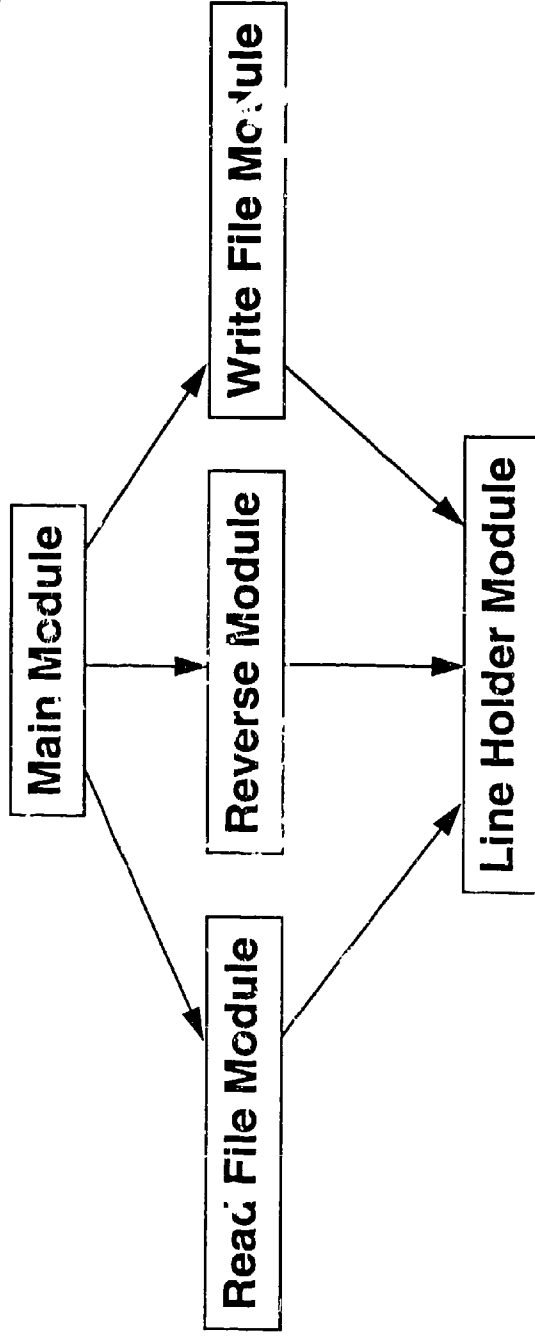 Main Module
Read File Module
Reverse Module
Write File Module
Line Holder Module